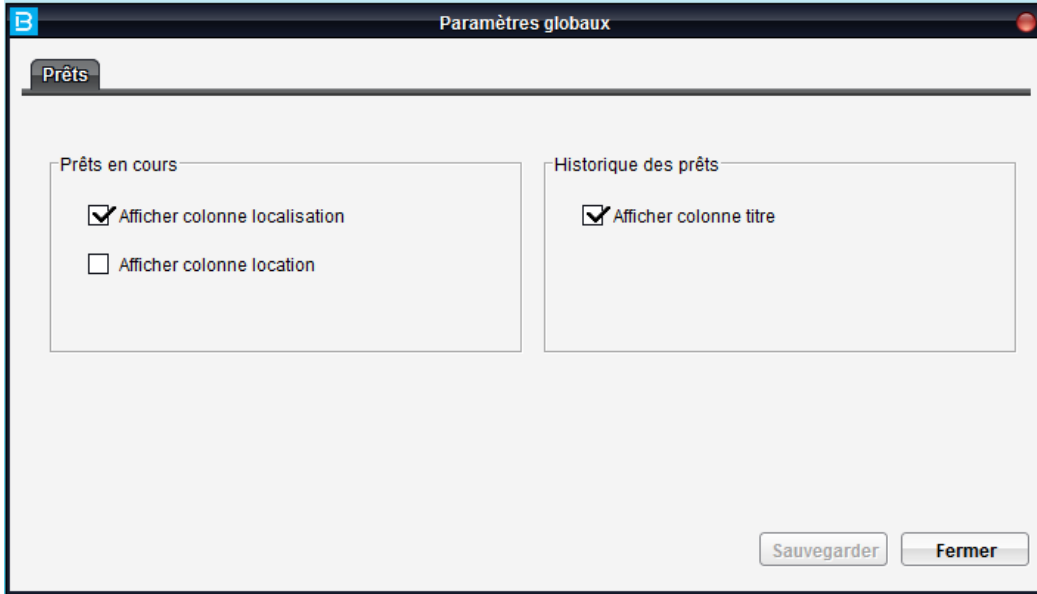 Paramètres globaux
Prêts
Prêts en cours
Afficher colonne localisation
Afficher colonne location
Historique des prêts
Afficher colonne titre
Sauvegarder
Fermer